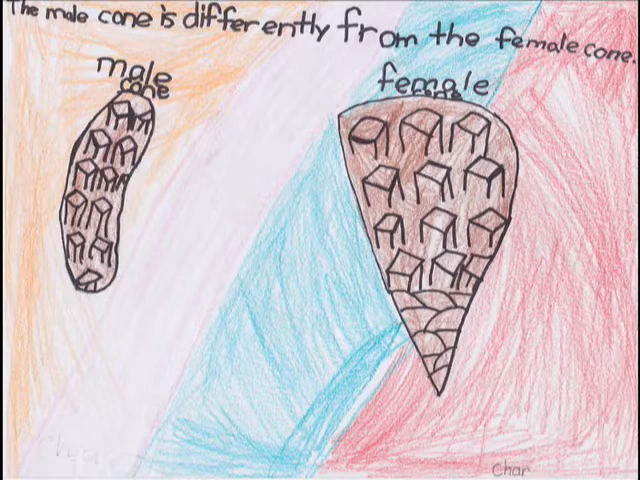 The male cone is differently from the female cone.
male
cone
female
cone
Char